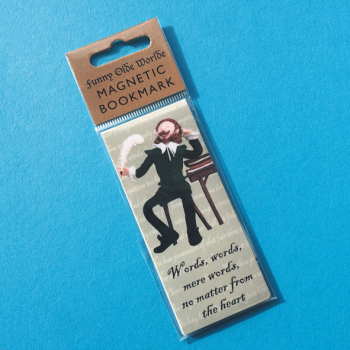 Funny Olde Worlde
MAGNETIC
BOOKMARK
Words, words,
mere words,
no matter from
the heart